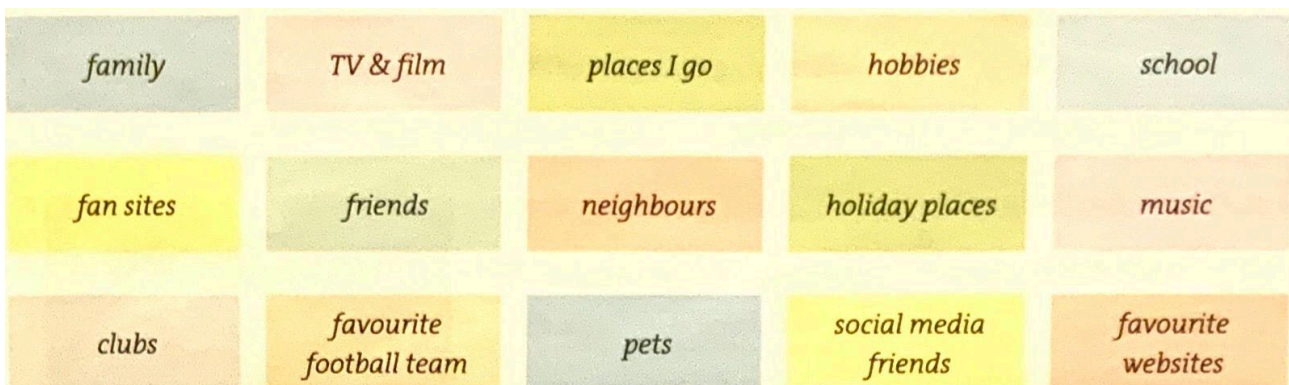 family
TV & film
places I go
hobbies
school
fan sites
friends
neighbours
holiday places
music
clubs
favourite
football team
pets
social media
friends
favourite
websites